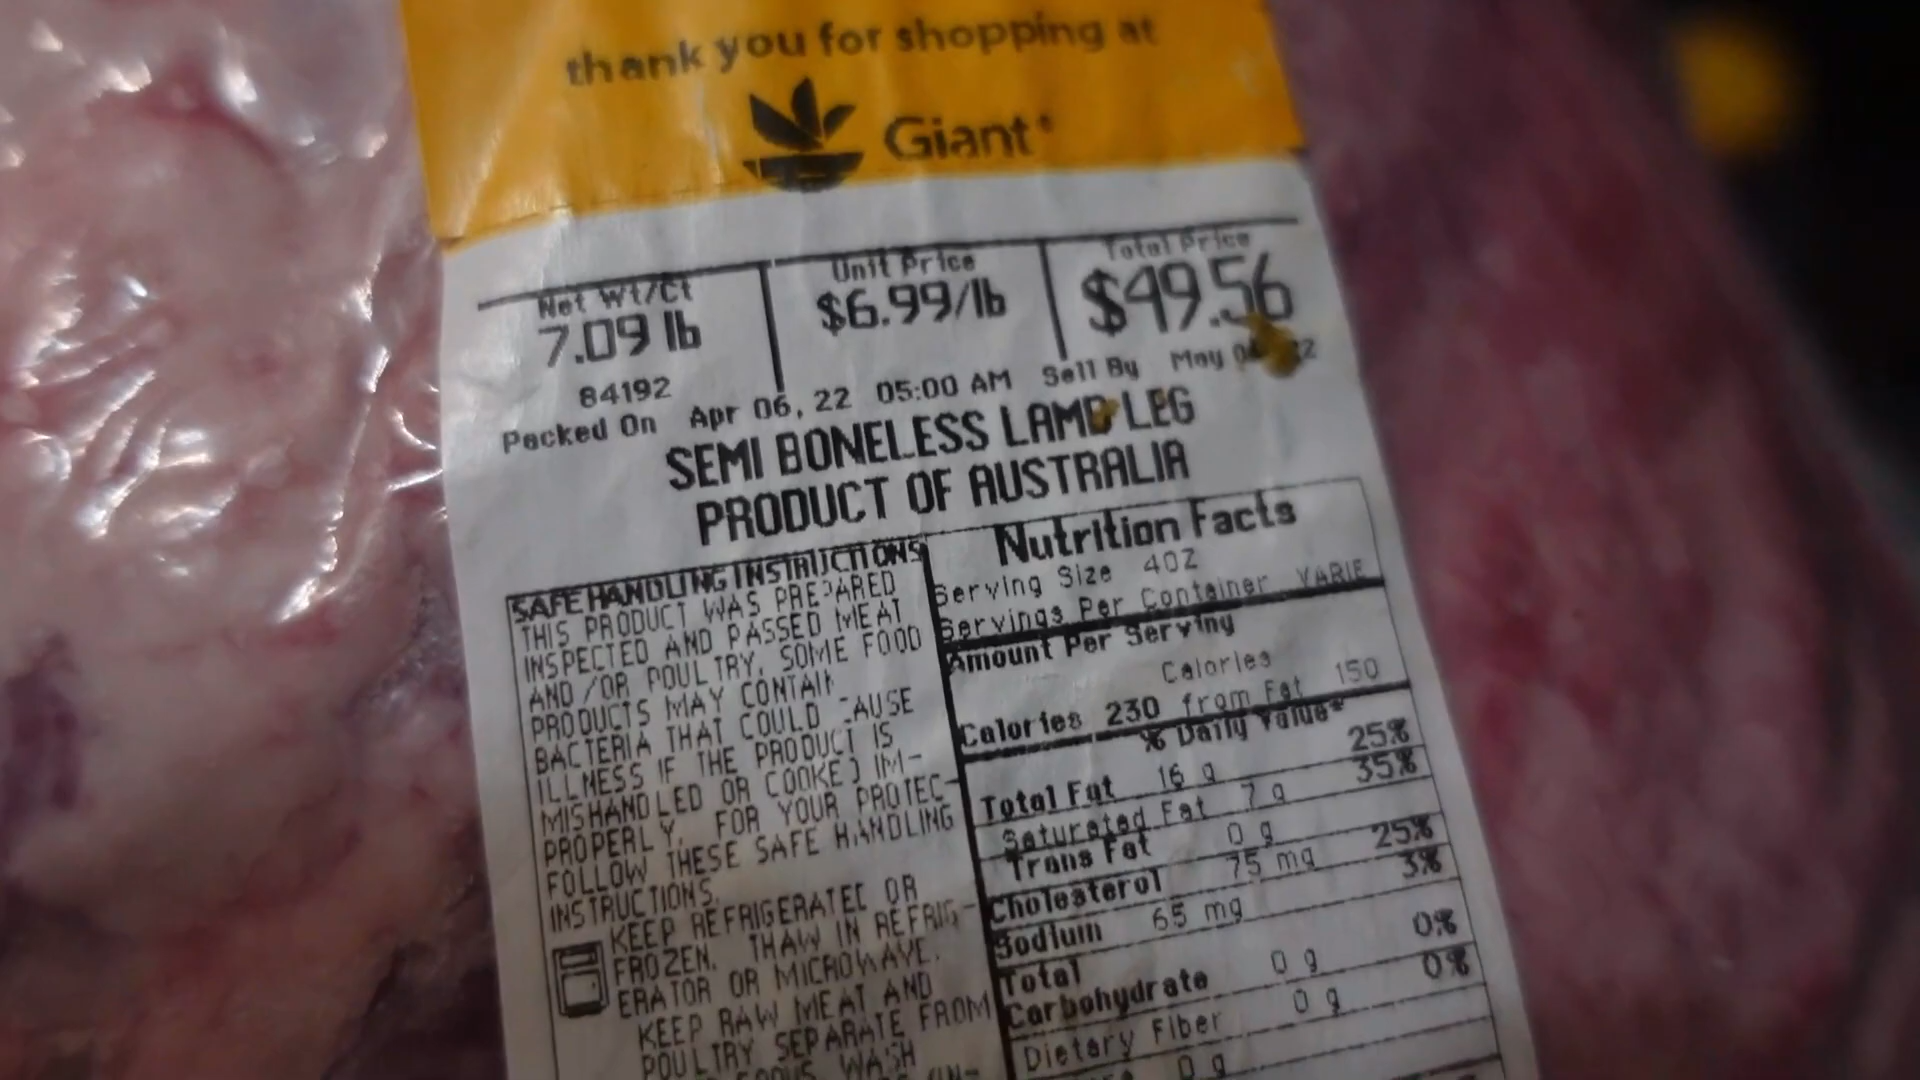 thank you for shopping at
Giant
Net Wt/Ct
7.09 lb
Unit Price
$6.99/lb
Total Price
$49.56
84192
Packed On Apr 06, 22 05:00 AM Sell By May
SEMI BONELESS LAMB LEG
PRODUCT OF AUSTRALIA
SAFE HANDLING INSTRUCTIONS
THIS PRODUCT WAS PREPARED
INSPECTED AND PASSED MEAT
AND /OR POULTRY. SOME FOOD
PRODUCTS MAY CONTAIN
BACTERIA THAT COULD CAUSE
ILLNESS IF THE PRODUCT IS
MISHANDLED OR COOKED IM-
PROPERLY. FOR YOUR PROTEC-
FOLLOW THESE SAFE HANDLING
INSTRUCTIONS.
KEEP REFRIGERATED OR
FROZEN. THAW IN REFRIG-
ERATOR OR MICROWAVE.
KEEP RAW MEAT AND
POULTRY SEPARATE FROM
WASH
Nutrition Facts
Serving Size 4OZ
Servings Per Container VARIE
Amount Per Serving
Calories 230 Calories from Fat 150
% Daily Value*
Total Fat 16 g 25%
Saturated Fat 7 g 35%
Trans Fat 0 g
Cholesterol 75 mg 25%
Sodium 65 mg 3%
Total
Carbohydrate 0 g 0%
Dietary Fiber 0 g 0%
0 g